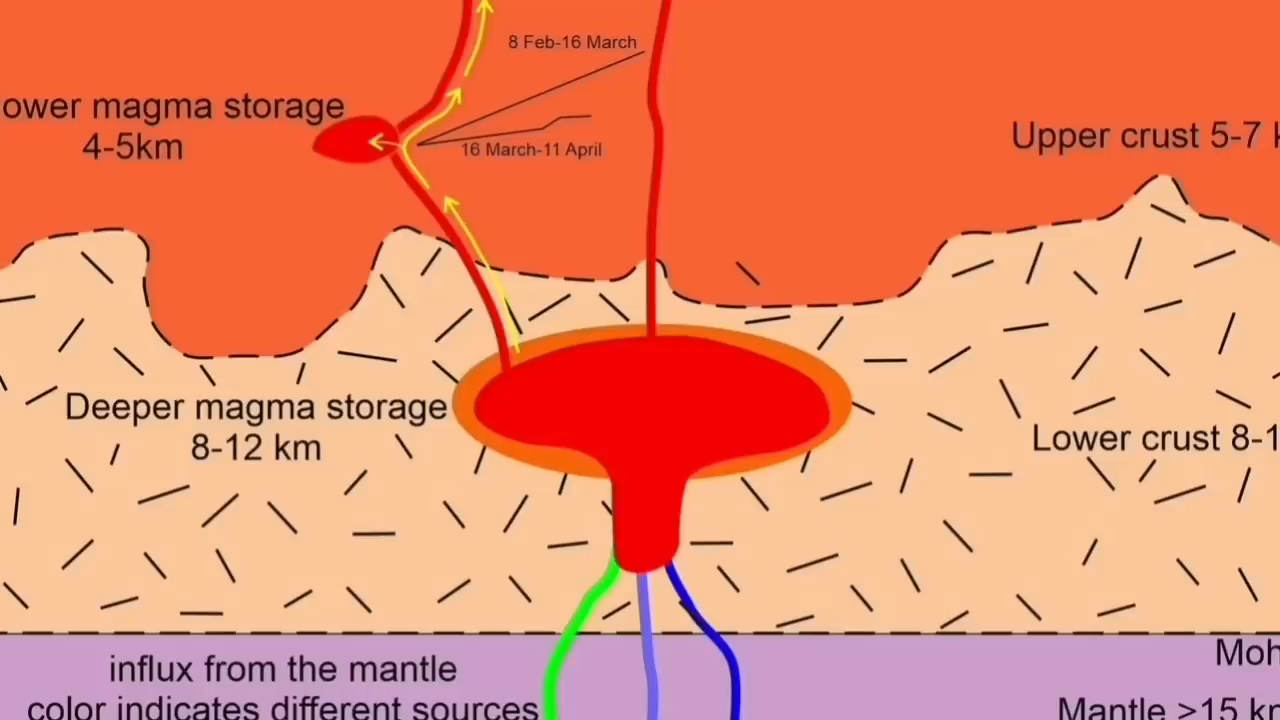 8 Feb-16 March
ower magma storage
4-5km
16 March-11 April
Upper crust 5-7 k
Deeper magma storage
8-12 km
Lower crust 8-1
influx from the mantle
color indicates different sources
Moh
Mantle >15 km